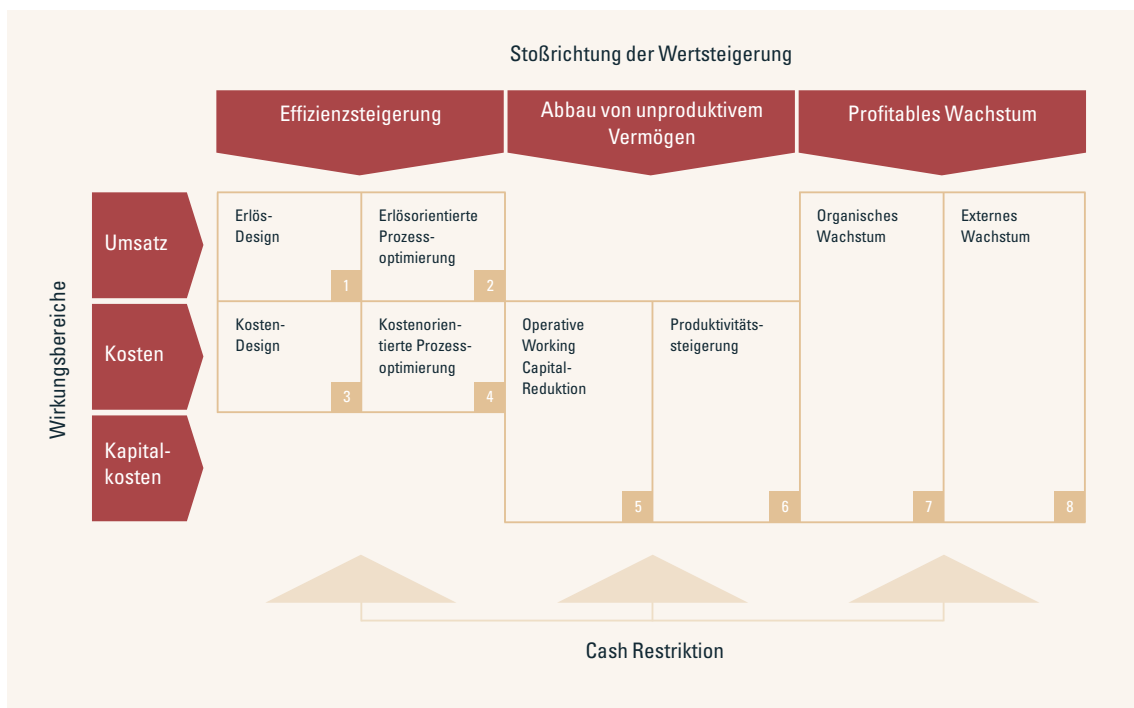 Stoßrichtung der Wertsteigerung
Effizienzsteigerung
Abbau von unproduktivem
Vermögen
Profitables Wachstum
Wirkungsbereiche
Umsatz
Erlös-
Design
1
Erlösorientierte
Prozess-
optimierung
2
Organisches
Wachstum
7
Externes
Wachstum
8
Kosten
Kosten-
Design
3
Kostenorien-
tierte Prozess-
optimierung
4
Operative
Working
Capital-
Reduktion
5
Produktivitäts-
steigerung
6
Kapital-
kosten
Cash Restriktion